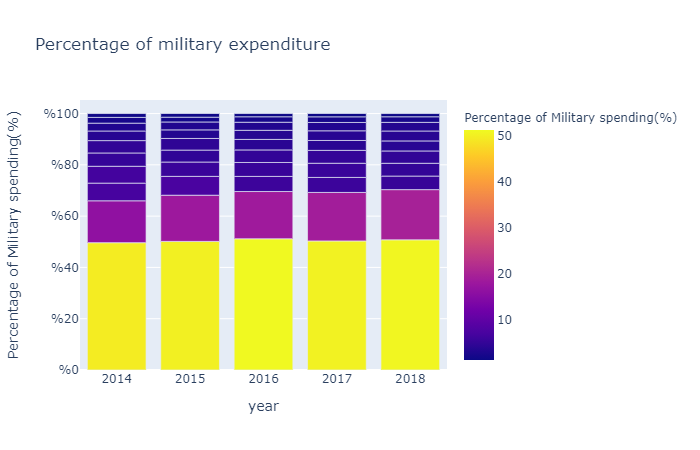 Percentage of military expenditure
Percentage of Military spending(%)
%100
%80
%60
%40
%20
%0
2014 2015 2016 2017 2018
year
Percentage of Military spending(%)
50
40
30
20
10